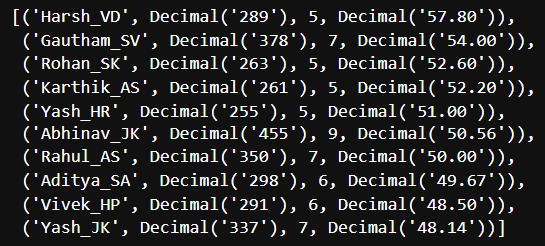 [('Harsh_VD', Decimal('289'), 5, Decimal('57.80')),
('Gautham_SV', Decimal('378'), 7, Decimal('54.00')),
('Rohan_SK', Decimal('263'), 5, Decimal('52.60')),
('Karthik_AS', Decimal('261'), 5, Decimal('52.20')),
('Yash_HR', Decimal('255'), 5, Decimal('51.00')),
('Abhinav_JK', Decimal('455'), 9, Decimal('50.56')),
('Rahul_AS', Decimal('350'), 7, Decimal('50.00')),
('Aditya_SA', Decimal('298'), 6, Decimal('49.67')),
('Vivek_HP', Decimal('291'), 6, Decimal('48.50')),
('Yash_JK', Decimal('337'), 7, Decimal('48.14'))]